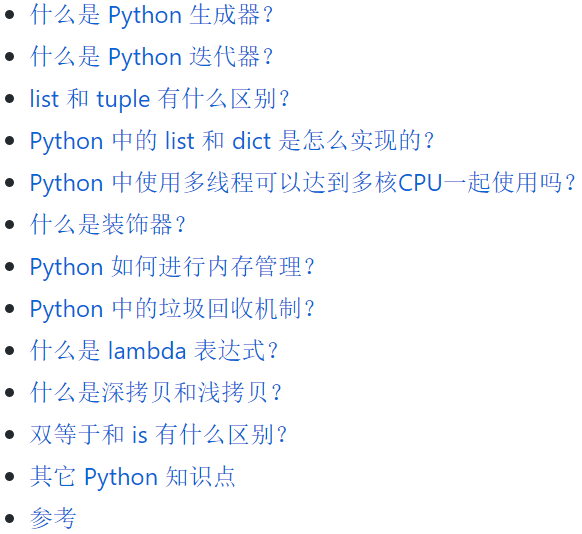 什么是 Python 生成器？
什么是 Python 迭代器？
list 和 tuple 有什么区别？
Python 中的 list 和 dict 是怎么实现的？
Python 中使用多线程可以达到多核CPU一起使用吗？
什么是装饰器？
Python 如何进行内存管理？
Python 中的垃圾回收机制？
什么是 lambda 表达式？
什么是深拷贝和浅拷贝？
双等于和 is 有什么区别？
其它 Python 知识点
参考